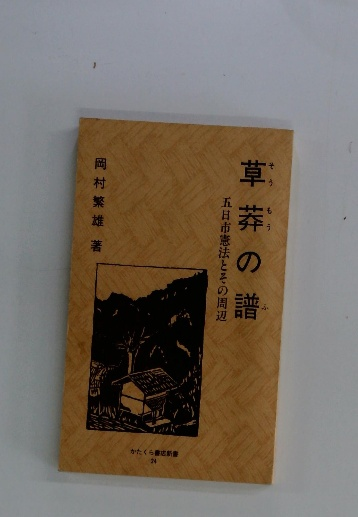 草莽の譜
そうもう　ふ
五日市憲法とその周辺
岡村繁雄 著
かたくら書店新書
24